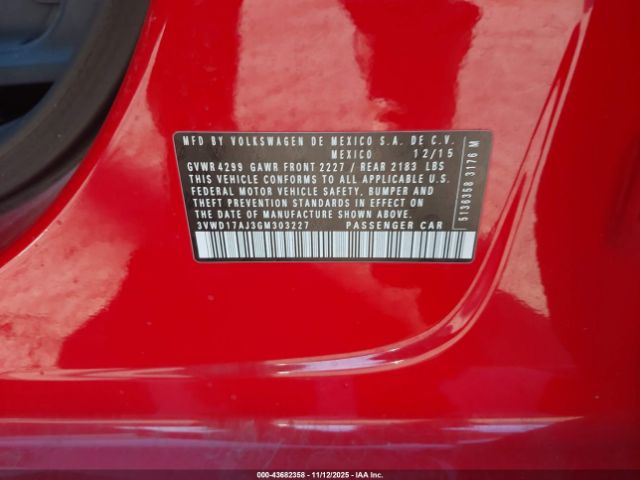 MFD BY VOLKSWAGEN DE MEXICO S.A. DE C.V.
MEXICO 12/15
GVWR 4299 GAWR FRONT 2227 / REAR 2183 LBS
THIS VEHICLE CONFORMS TO ALL APPLICABLE U.S.
FEDERAL MOTOR VEHICLE SAFETY, BUMPER AND
THEFT PREVENTION STANDARDS IN EFFECT ON
THE DATE OF MANUFACTURE SHOWN ABOVE.
3VWD17AJ3GM303227 PASSENGER CAR
5136358 3176 M
000-43682358 - 11/12/2025 - IAA Inc.